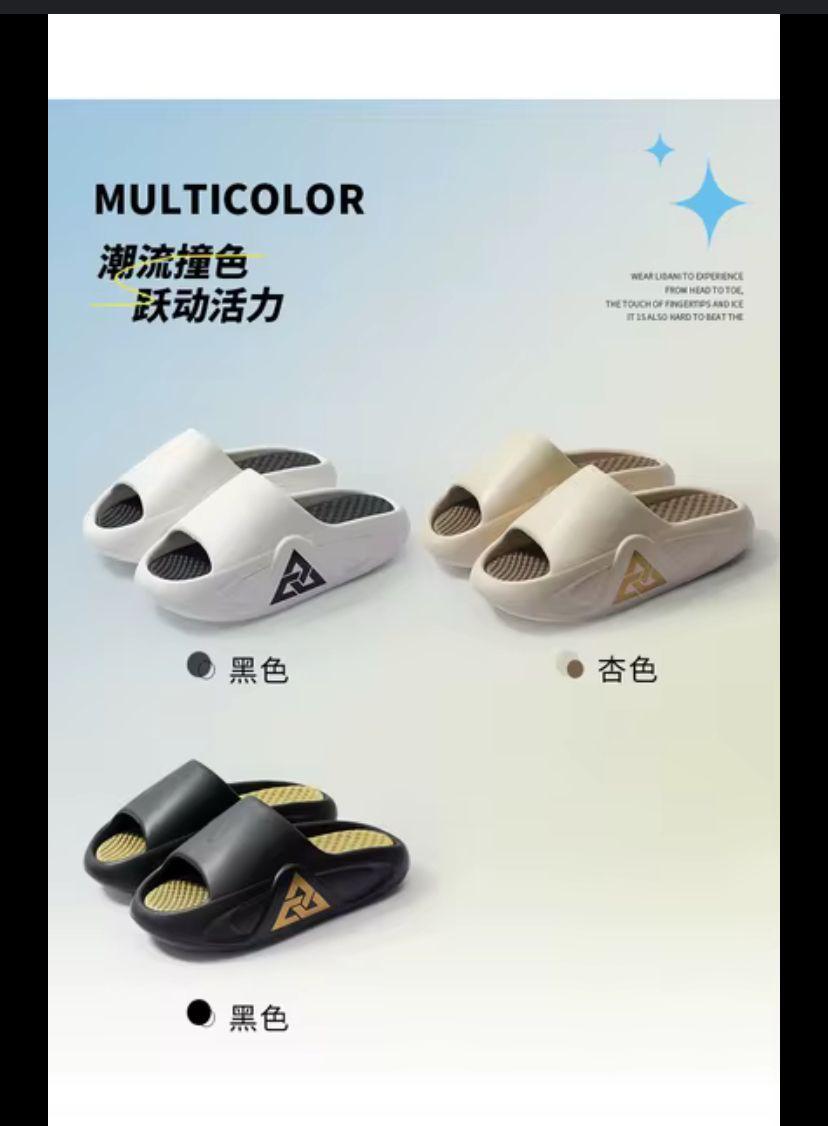 MULTICOLOR
潮流撞色
跃动活力
WEAR LIDANI TO EXPERIENCE
FROM HEAD TO TOE,
THE TOUCH OF FINGERTIPS AND ICE
IT IS ALSO HARD TO BEAT THE
黑色
杏色
黑色